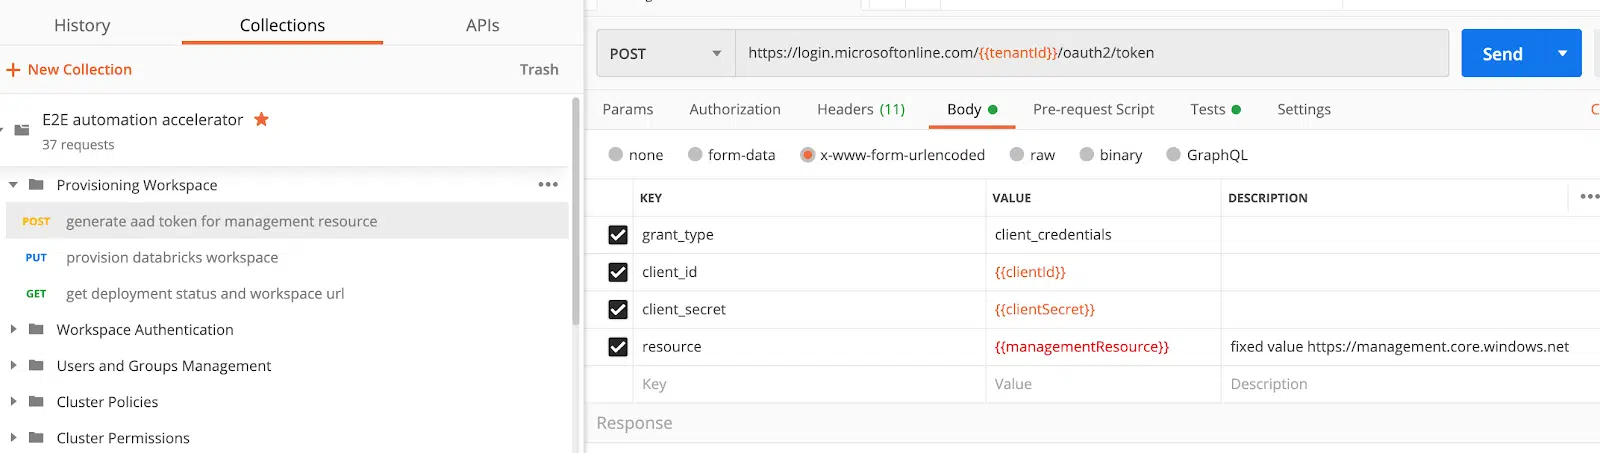 History Collections APIs
+ New Collection Trash
E2E automation accelerator
37 requests
Provisioning Workspace
POST generate aad token for management resource
PUT provision databricks workspace
GET get deployment status and workspace url
Workspace Authentication
Users and Groups Management
Cluster Policies
Cluster Permissions
POST https://login.microsoftonline.com/{{tenantId}}/oauth2/token Send
Params Authorization Headers (11) Body Pre-request Script Tests Settings
none form-data x-www-form-urlencoded raw binary GraphQL
KEY VALUE DESCRIPTION
grant_type client_credentials
client_id {{clientId}}
client_secret {{clientSecret}}
resource {{managementResource}} fixed value https://management.core.windows.net
Key Value Description
Response